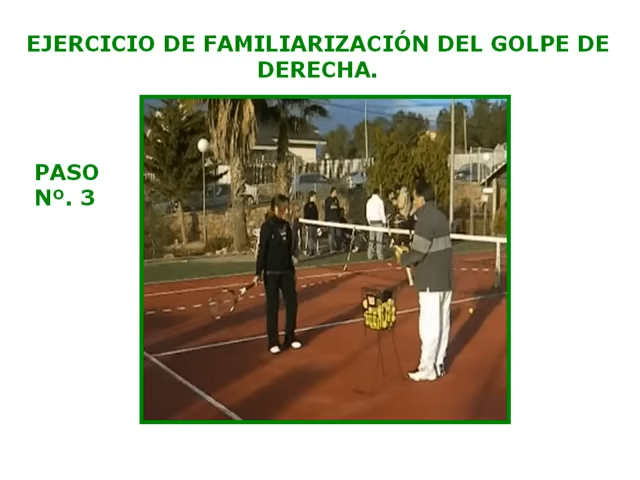 EJERCICIO DE FAMILIARIZACIÓN DEL GOLPE DE
DERECHA.
PASO
Nº. 3